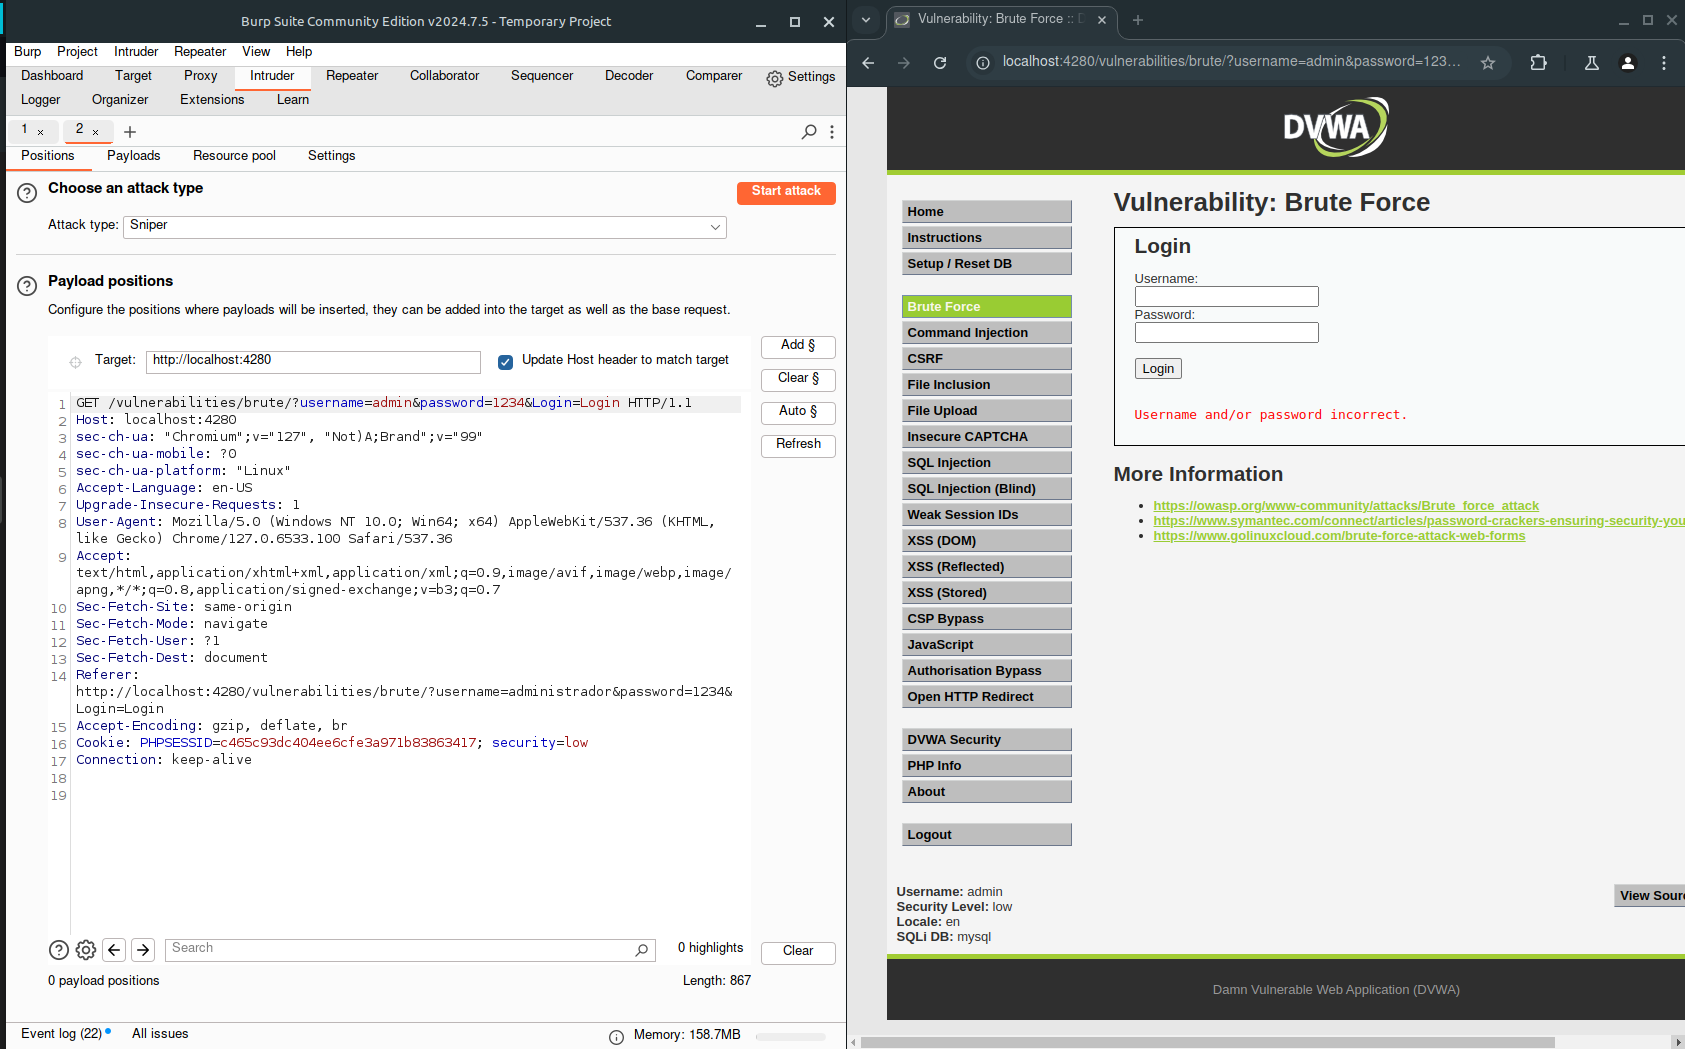 Burp Suite Community Edition v2024.7.5 - Temporary Project
Burp Project Intruder Repeater View Help
Dashboard Target Proxy Intruder Repeater Collaborator Sequencer Decoder Comparer Settings
Logger Organizer Extensions Learn
1 × 2 × +
Positions Payloads Resource pool Settings
Choose an attack type
Start attack
Attack type: Sniper
Payload positions
Configure the positions where payloads will be inserted, they can be added into the target as well as the base request.
Target: http://localhost:4280
Update Host header to match target
Add §
Clear §
Auto §
Refresh
1 GET /vulnerabilities/brute/?username=admin&password=1234&Login=Login HTTP/1.1
2 Host: localhost:4280
3 sec-ch-ua: "Chromium";v="127", "Not)A;Brand";v="99"
4 sec-ch-ua-mobile: ?0
5 sec-ch-ua-platform: "Linux"
6 Accept-Language: en-US
7 Upgrade-Insecure-Requests: 1
8 User-Agent: Mozilla/5.0 (Windows NT 10.0; Win64; x64) AppleWebKit/537.36 (KHTML,
like Gecko) Chrome/127.0.6533.100 Safari/537.36
9 Accept:
text/html,application/xhtml+xml,application/xml;q=0.9,image/avif,image/webp,image/
apng,*/*;q=0.8,application/signed-exchange;v=b3;q=0.7
10 Sec-Fetch-Site: same-origin
11 Sec-Fetch-Mode: navigate
12 Sec-Fetch-User: ?1
13 Sec-Fetch-Dest: document
14 Referer:
http://localhost:4280/vulnerabilities/brute/?username=administrador&password=1234&
Login=Login
15 Accept-Encoding: gzip, deflate, br
16 Cookie: PHPSESSID=c465c93dc404ee6cfe3a971b83863417; security=low
17 Connection: keep-alive
18
19
Search
0 highlights
Clear
0 payload positions
Length: 867
Event log (22)
All issues
Memory: 158.7MB
Vulnerability: Brute Force :: D
localhost:4280/vulnerabilities/brute/?username=admin&password=123...
DVWA
Home
Instructions
Setup / Reset DB
Brute Force
Command Injection
CSRF
File Inclusion
File Upload
Insecure CAPTCHA
SQL Injection
SQL Injection (Blind)
Weak Session IDs
XSS (DOM)
XSS (Reflected)
XSS (Stored)
CSP Bypass
JavaScript
Authorisation Bypass
Open HTTP Redirect
DVWA Security
PHP Info
About
Logout
Vulnerability: Brute Force
Login
Username:
Password:
Login
Username and/or password incorrect.
More Information
https://owasp.org/www-community/attacks/Brute_force_attack
https://www.symantec.com/connect/articles/password-crackers-ensuring-security-you
https://www.golinuxcloud.com/brute-force-attack-web-forms
Username: admin
Security Level: low
Locale: en
SQLi DB: mysql
View Sour
Damn Vulnerable Web Application (DVWA)